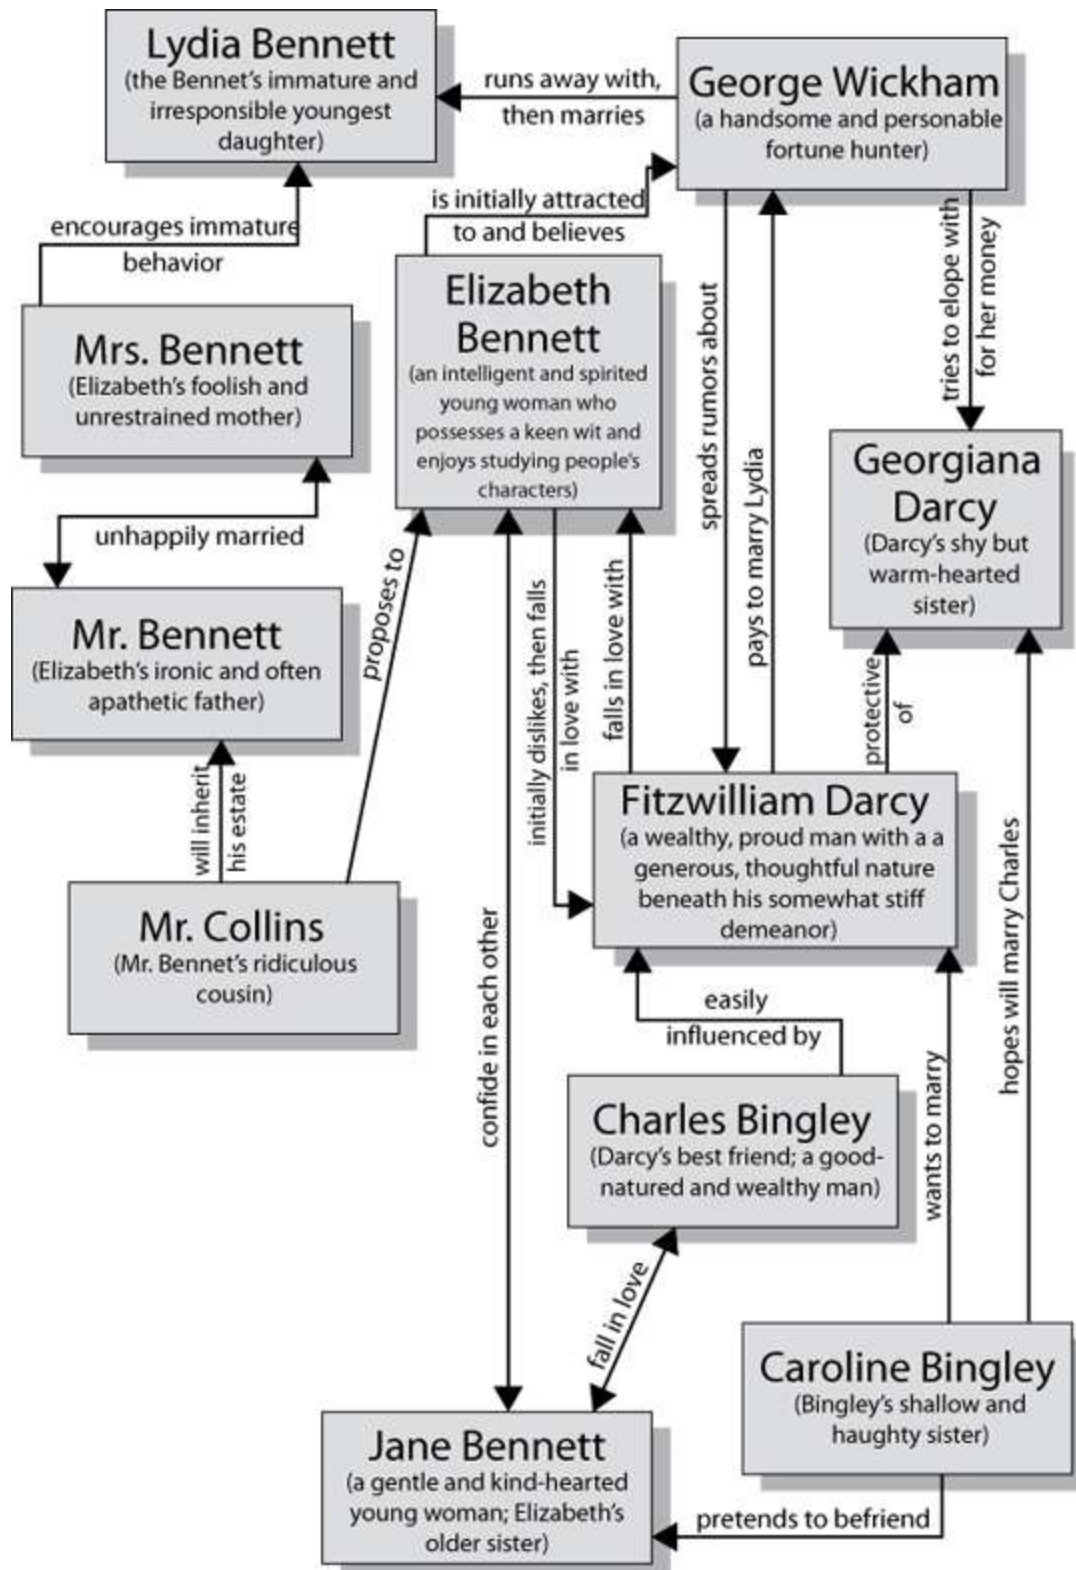 Lydia Bennett
(the Bennet's immature and
irresponsible youngest
daughter)
runs away with,
then marries
George Wickham
(a handsome and personable
fortune hunter)
encourages immature
behavior
is initially attracted
to and believes
tries to elope with
for her money
Mrs. Bennett
(Elizabeth's foolish and
unrestrained mother)
Elizabeth
Bennett
(an intelligent and spirited
young woman who
possesses a keen wit and
enjoys studying people's
characters)
spreads rumors about
pays to marry Lydia
Georgiana
Darcy
(Darcy's shy but
warm-hearted
sister)
unhappily married
Mr. Bennett
(Elizabeth's ironic and often
apathetic father)
proposes to
initially dislikes, then falls
in love with
falls in love with
protective
of
will inherit
his estate
Fitzwilliam Darcy
(a wealthy, proud man with a a
generous, thoughtful nature
beneath his somewhat stiff
demeanor)
Mr. Collins
(Mr. Bennet's ridiculous
cousin)
confide in each other
easily
influenced by
hopes will marry Charles
wants to marry
Charles Bingley
(Darcy's best friend; a good-
natured and wealthy man)
fall in love
Caroline Bingley
(Bingley's shallow and
haughty sister)
Jane Bennett
(a gentle and kind-hearted
young woman; Elizabeth's
older sister)
pretends to befriend